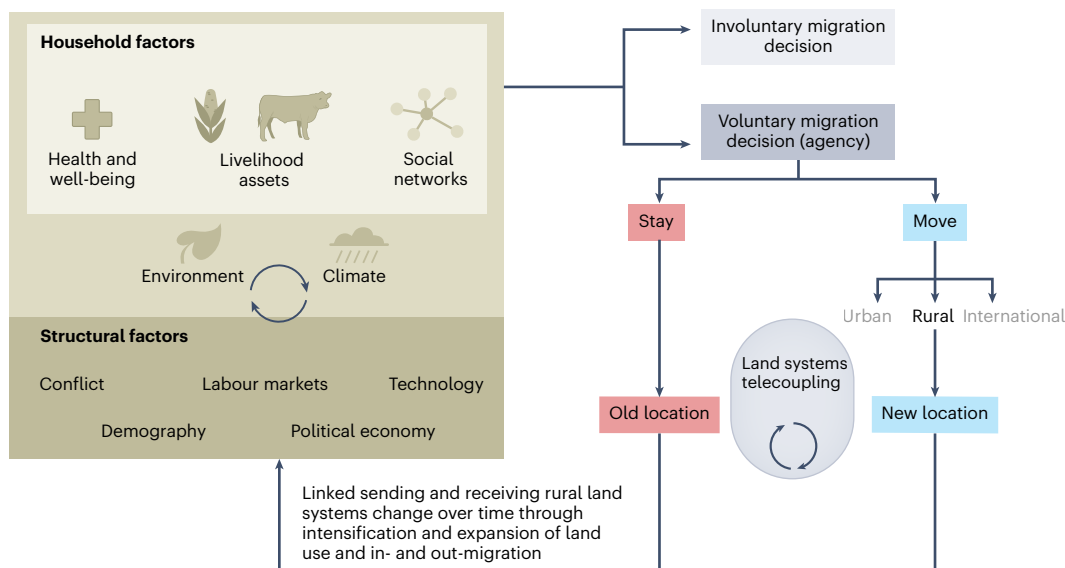 Household factors
Health and
well-being
Livelihood
assets
Social
networks
Environment
Climate
Structural factors
Conflict
Labour markets
Technology
Demography
Political economy
Involuntary migration
decision
Voluntary migration
decision (agency)
Stay
Move
Urban
Rural
International
Land systems
telecoupling
Old location
New location
Linked sending and receiving rural land
systems change over time through
intensification and expansion of land
use and in- and out-migration